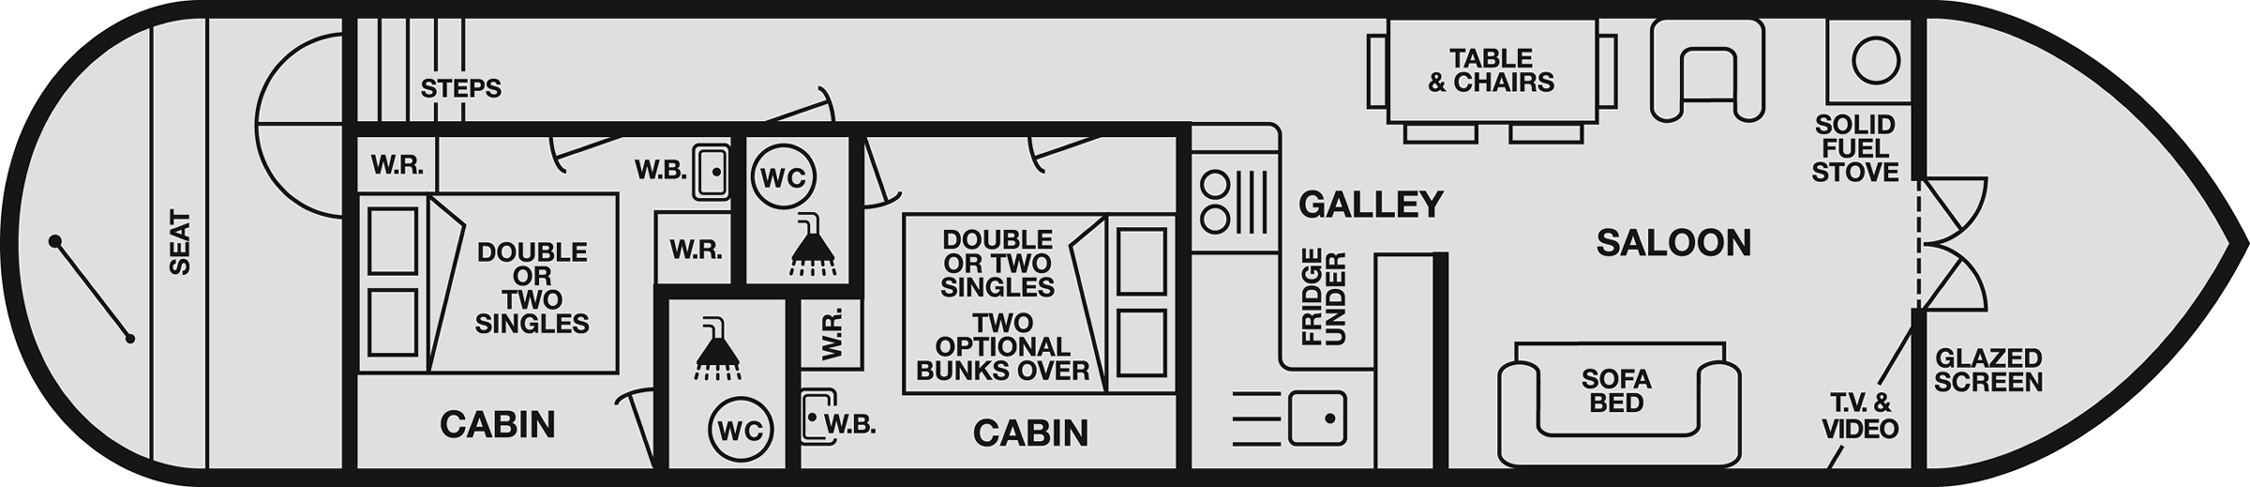 SEAT
STEPS
W.R.
DOUBLE
OR
TWO
SINGLES
CABIN
W.B.
W.R.
WC
WC
W.R.
W.B.
DOUBLE
OR TWO
SINGLES
TWO
OPTIONAL
BUNKS OVER
CABIN
GALLEY
FRIDGE
UNDER
TABLE
& CHAIRS
SALOON
SOFA
BED
SOLID
FUEL
STOVE
T.V. &
VIDEO
GLAZED
SCREEN